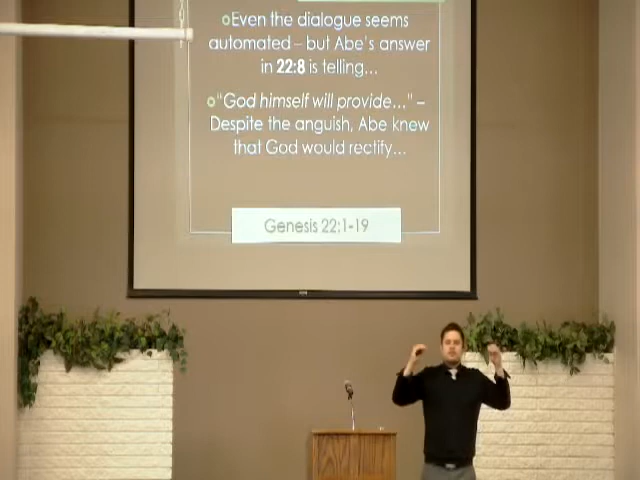 Even the dialogue seems
automated – but Abe's answer
in 22:8 is telling...
"God himself will provide..." –
Despite the anguish, Abe knew
that God would rectify...
Genesis 22:1-19